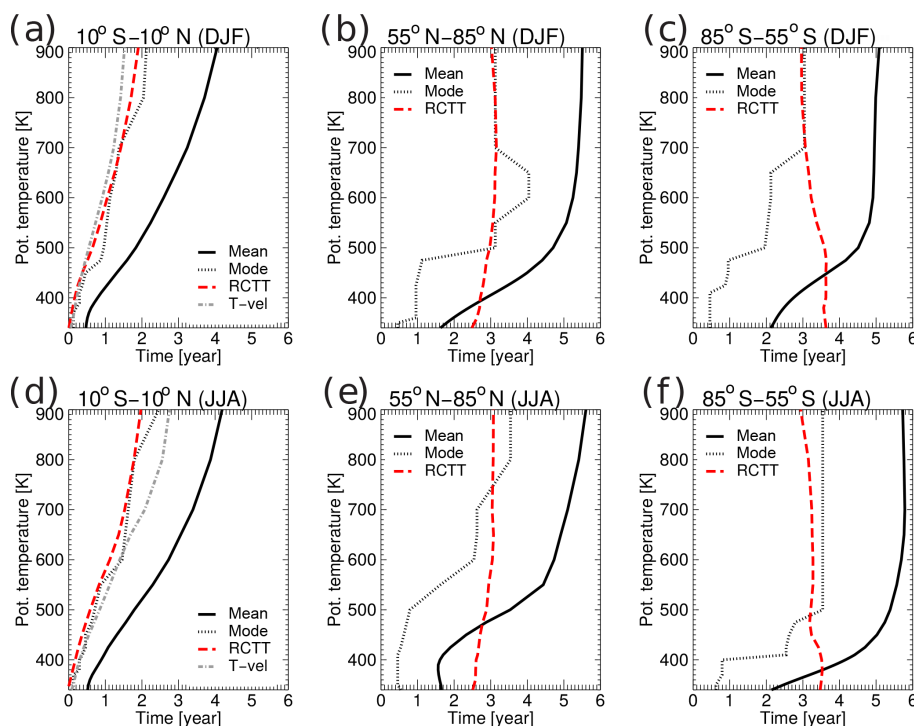 (a) 10° S−10° N (DJF)
900
800
700
600
500
400
Pot. temperature [K]
Mean
Mode
RCTT
T−vel
0 1 2 3 4 5 6
Time [year]
(b) 55° N−85° N (DJF)
900
800
700
600
500
400
Pot. temperature [K]
Mean
Mode
RCTT
0 1 2 3 4 5 6
Time [year]
(c) 85° S−55° S (DJF)
900
800
700
600
500
400
Pot. temperature [K]
Mean
Mode
RCTT
0 1 2 3 4 5 6
Time [year]
(d) 10° S−10° N (JJA)
900
800
700
600
500
400
Pot. temperature [K]
Mean
Mode
RCTT
T−vel
0 1 2 3 4 5 6
Time [year]
(e) 55° N−85° N (JJA)
900
800
700
600
500
400
Pot. temperature [K]
Mean
Mode
RCTT
0 1 2 3 4 5 6
Time [year]
(f) 85° S−55° S (JJA)
900
800
700
600
500
400
Pot. temperature [K]
Mean
Mode
RCTT
0 1 2 3 4 5 6
Time [year]